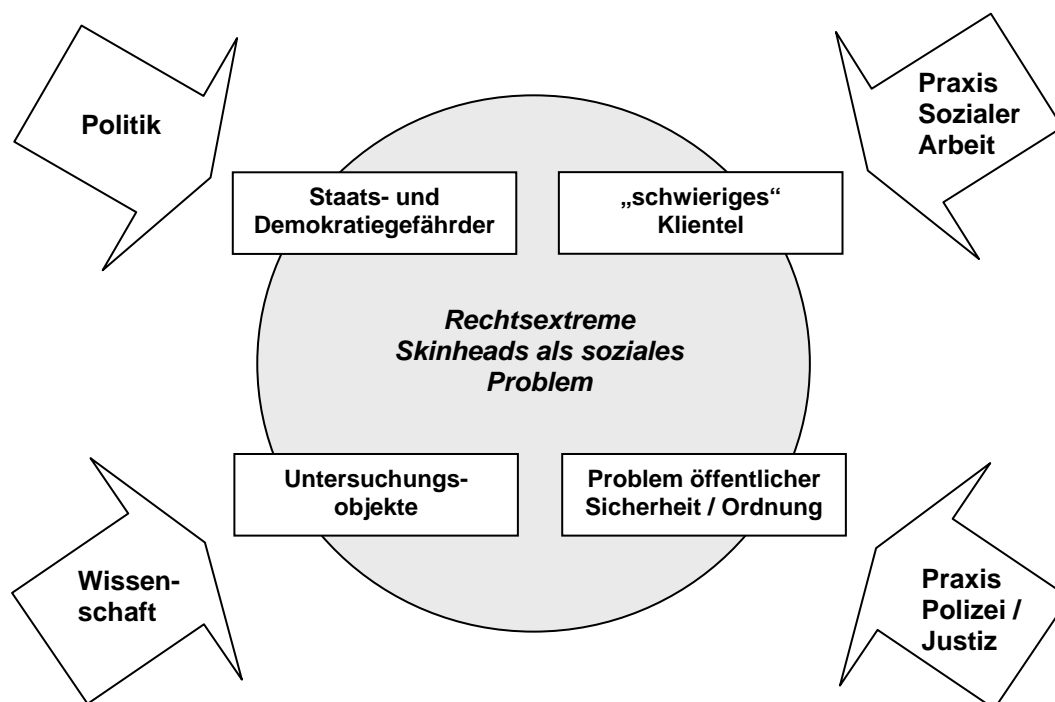 Politik
Praxis
Sozialer
Arbeit
Staats- und
Demokratiegefährder
„schwieriges“
Klientel
Rechtsextreme
Skinheads als soziales
Problem
Untersuchungs-
objekte
Problem öffentlicher
Sicherheit / Ordnung
Wissen-
schaft
Praxis
Polizei /
Justiz